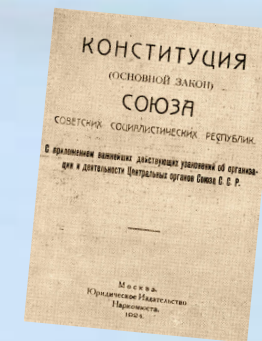 КОНСТИТУЦИЯ
(ОСНОВНОЙ ЗАКОН)
СОЮЗА
СОВЕТСКИХ СОЦИАЛИСТИЧЕСКИХ РЕСПУБЛИК.
С приложением важнейших действующих узаконений об организа-
ции и деятельности Центральных органов Союза С. С. Р.
Москва.
Юридическое Издательство
Наркомюста.
1924.